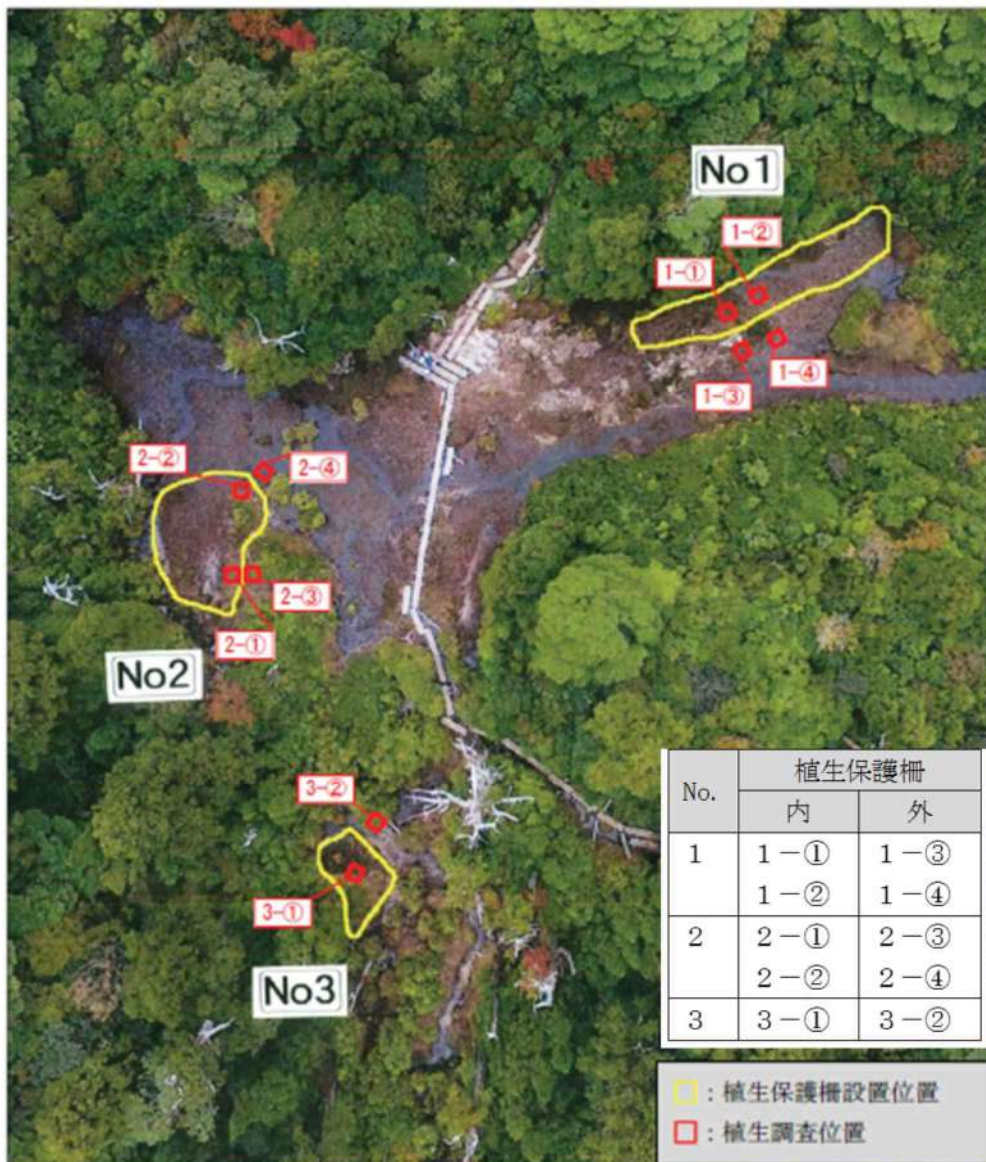 No1
1-②
1-①
1-④
1-③
2-②
2-④
2-③
2-①
No2
3-②
3-①
No3
No. 植生保護柵
内 外
1 1-① 1-③
1-② 1-④
2 2-① 2-③
2-② 2-④
3 3-① 3-②
:植生保護柵設置位置
:植生調査位置